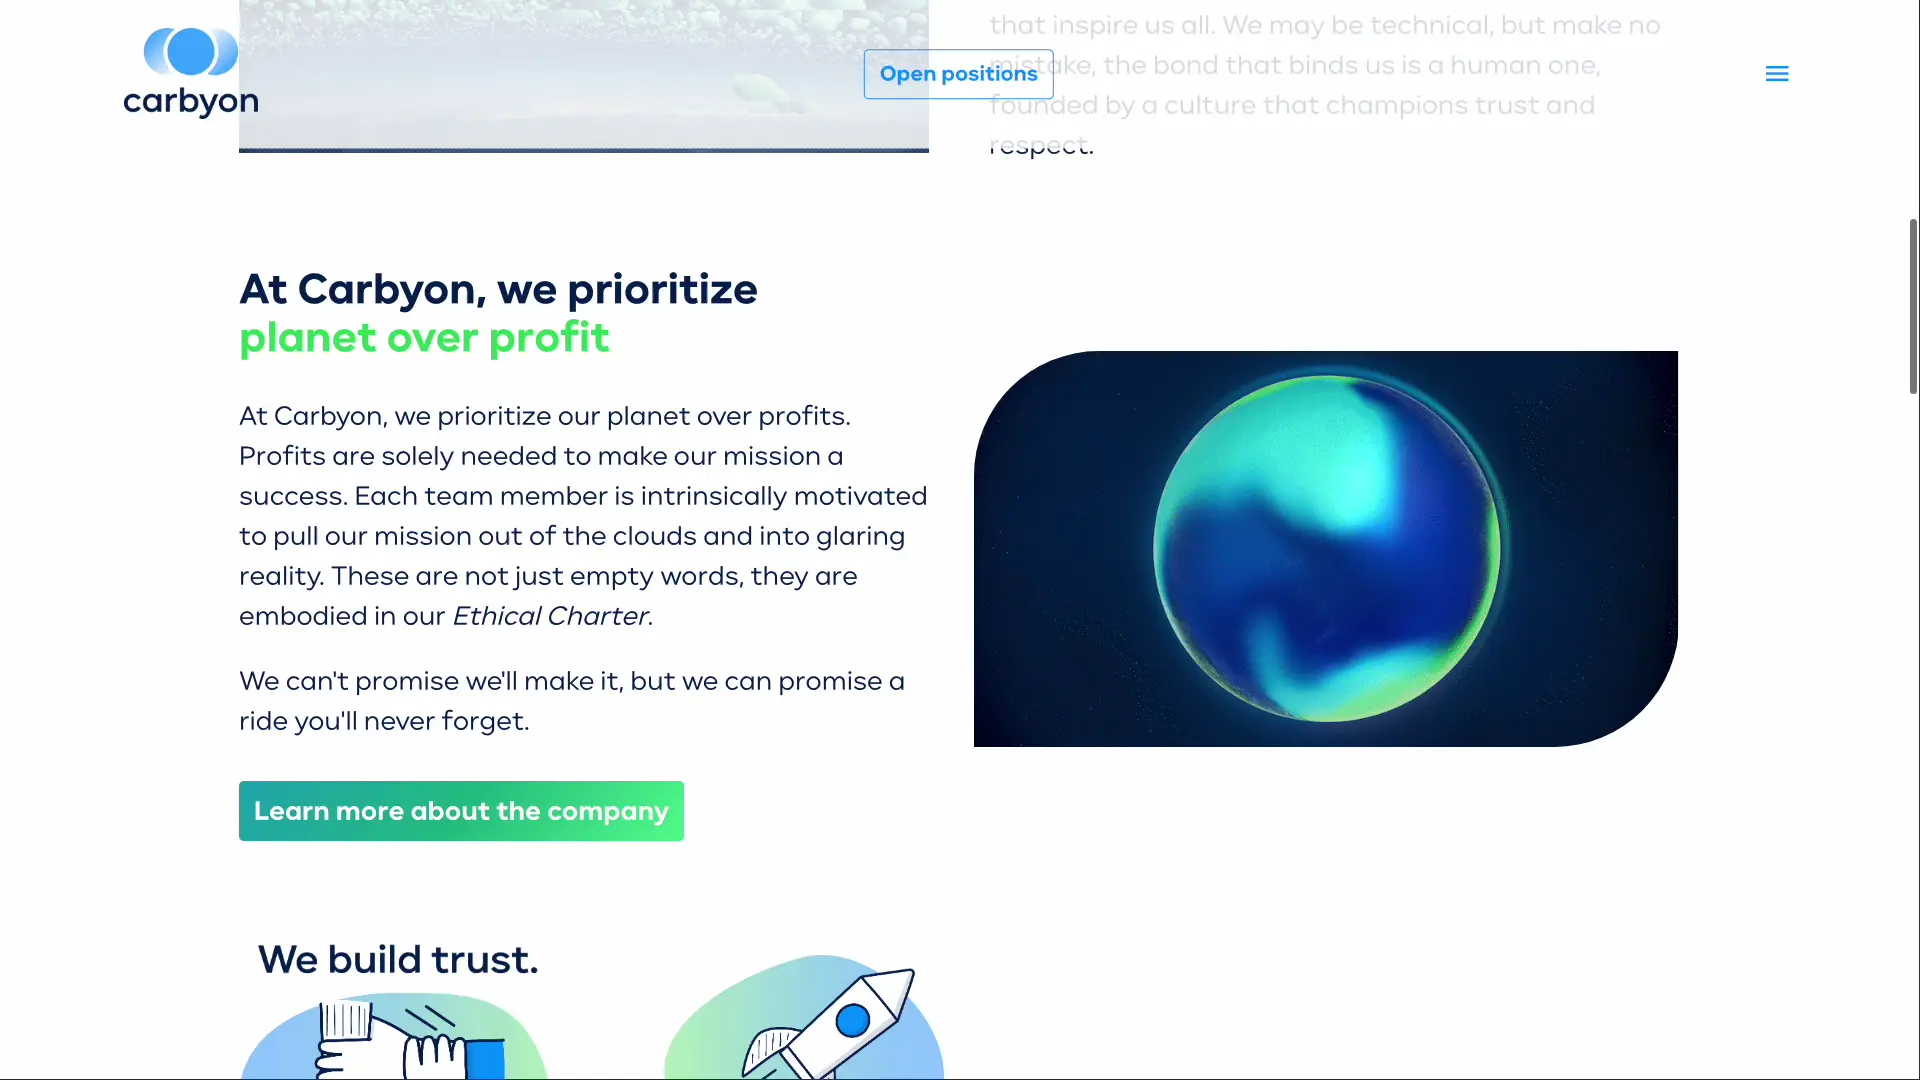 carbyon
Open positions
that inspire us all. We may be technical, but make no
mistake, the bond that binds us is a human one,
founded by a culture that champions trust and
respect.
At Carbyon, we prioritize
planet over profit
At Carbyon, we prioritize our planet over profits.
Profits are solely needed to make our mission a
success. Each team member is intrinsically motivated
to pull our mission out of the clouds and into glaring
reality. These are not just empty words, they are
embodied in our Ethical Charter.
We can't promise we'll make it, but we can promise a
ride you'll never forget.
Learn more about the company
We build trust.